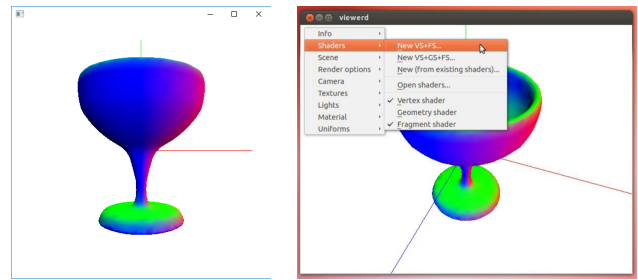 viewerd
Info
Shaders
Scene
Render options
Camera
Textures
Lights
Material
Uniforms
New VS+FS...
New VS+GS+FS...
New (from existing shaders)...
Open shaders...
Vertex shader
Geometry shader
Fragment shader